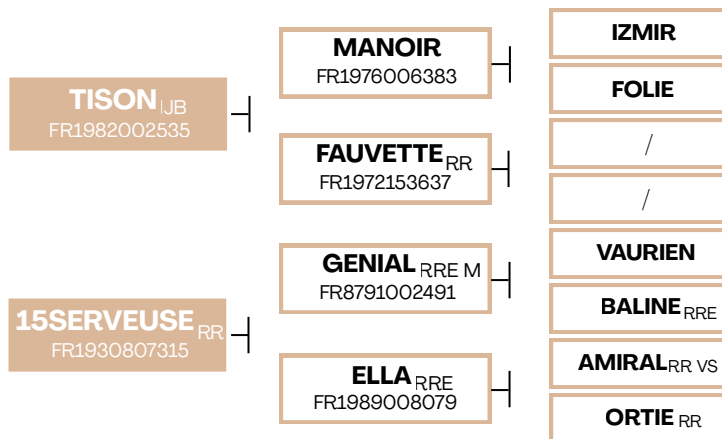 TISON IJB
FR1982002535
15SERVEUSE RR
FR1930807315
MANOIR
FR1976006383
FAUVETTE RR
FR1972153637
GENIAL RRE M
FR8791002491
ELLA RRE
FR1989008079
IZMIR
FOLIE
/
/
VAURIEN
BALINE RRE
AMIRAL RR VS
ORTIE RR